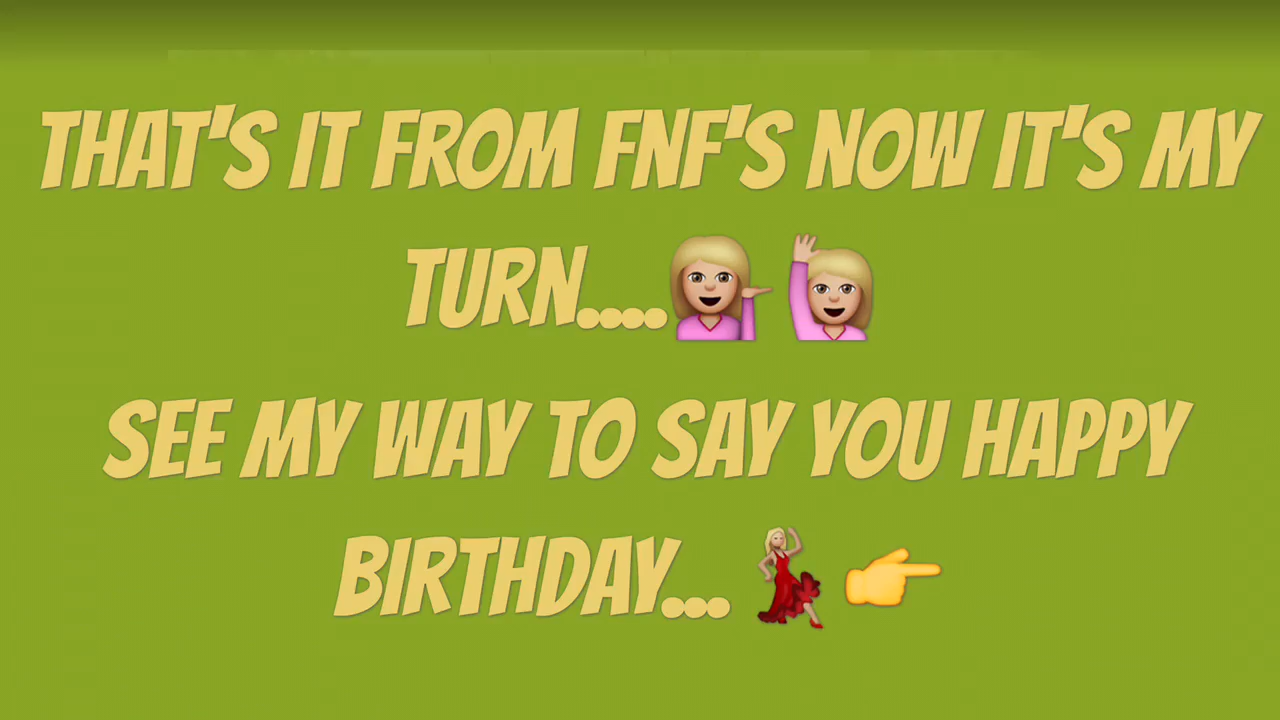 THAT'S IT FROM FNF'S NOW IT'S MY
TURN....💁🏼🙋🏼
SEE MY WAY TO SAY YOU HAPPY
BIRTHDAY... 💃🏼👉